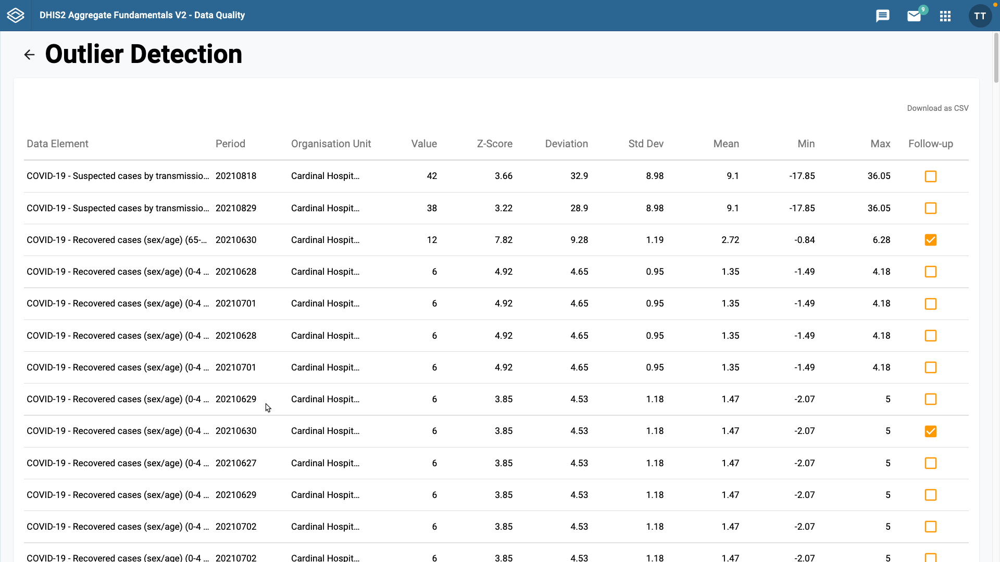 DHIS2 Aggregate Fundamentals V2 - Data Quality
9
TT
Outlier Detection
Download as CSV
Data Element Period Organisation Unit Value Z-Score Deviation Std Dev Mean Min Max Follow-up
COVID-19 - Suspected cases by transmissio... 20210818 Cardinal Hospit... 42 3.66 32.9 8.98 9.1 -17.85 36.05
COVID-19 - Suspected cases by transmissio... 20210829 Cardinal Hospit... 38 3.22 28.9 8.98 9.1 -17.85 36.05
COVID-19 - Recovered cases (sex/age) (65-... 20210630 Cardinal Hospit... 12 7.82 9.28 1.19 2.72 -0.84 6.28
COVID-19 - Recovered cases (sex/age) (0-4 ... 20210628 Cardinal Hospit... 6 4.92 4.65 0.95 1.35 -1.49 4.18
COVID-19 - Recovered cases (sex/age) (0-4 ... 20210701 Cardinal Hospit... 6 4.92 4.65 0.95 1.35 -1.49 4.18
COVID-19 - Recovered cases (sex/age) (0-4 ... 20210628 Cardinal Hospit... 6 4.92 4.65 0.95 1.35 -1.49 4.18
COVID-19 - Recovered cases (sex/age) (0-4 ... 20210701 Cardinal Hospit... 6 4.92 4.65 0.95 1.35 -1.49 4.18
COVID-19 - Recovered cases (sex/age) (0-4 ... 20210629 Cardinal Hospit... 6 3.85 4.53 1.18 1.47 -2.07 5
COVID-19 - Recovered cases (sex/age) (0-4 ... 20210630 Cardinal Hospit... 6 3.85 4.53 1.18 1.47 -2.07 5
COVID-19 - Recovered cases (sex/age) (0-4 ... 20210627 Cardinal Hospit... 6 3.85 4.53 1.18 1.47 -2.07 5
COVID-19 - Recovered cases (sex/age) (0-4 ... 20210629 Cardinal Hospit... 6 3.85 4.53 1.18 1.47 -2.07 5
COVID-19 - Recovered cases (sex/age) (0-4 ... 20210702 Cardinal Hospit... 6 3.85 4.53 1.18 1.47 -2.07 5
COVID-19 - Recovered cases (sex/age) (0-4 ... 20210702 Cardinal Hospit... 6 3.85 4.53 1.18 1.47 -2.07 5